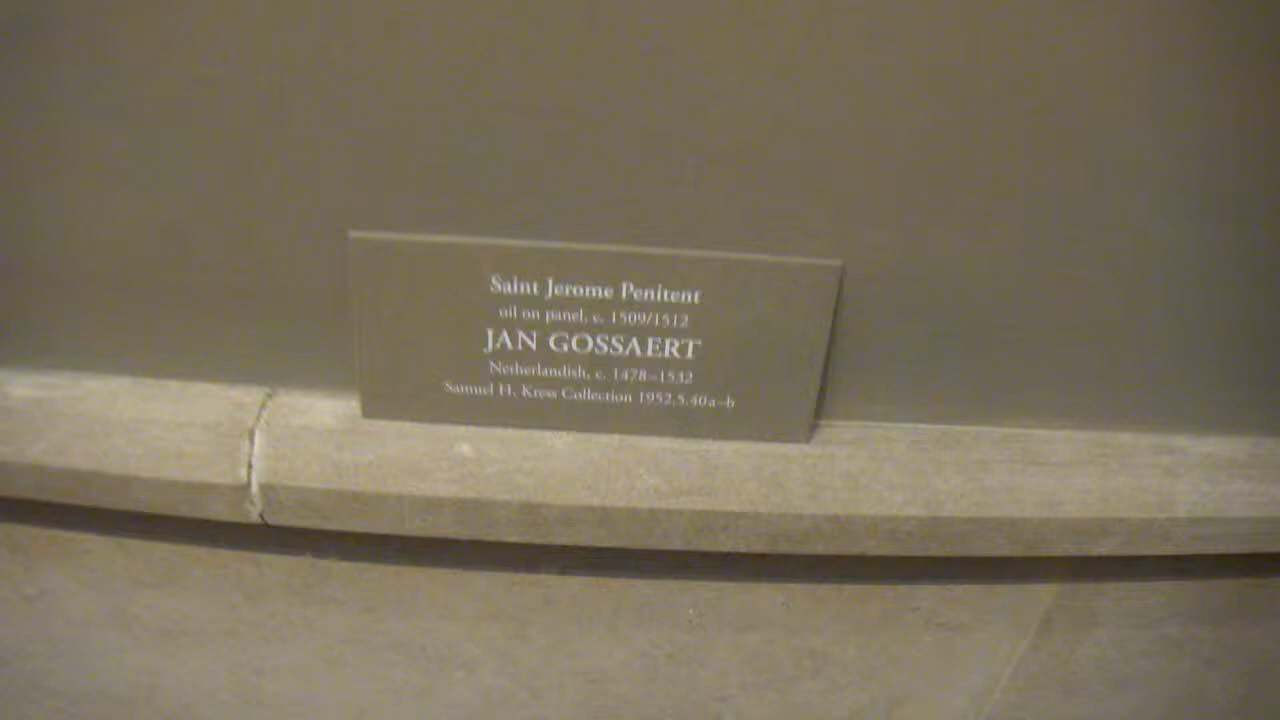 Saint Jerome Penitent
oil on panel, c. 1509/1512
JAN GOSSAERT
Netherlandish, c. 1478–1532
Samuel H. Kress Collection 1952.5.40a–b